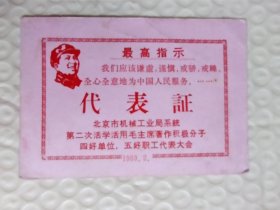 最高指示
我们应该谦虚，谨慎，戒骄，戒躁，
全心全意地为中国人民服务，……
代表証
北京市机械工业局系统
第二次活学活用毛主席著作积极分子
四好单位、五好职工代表大会
1969.2.